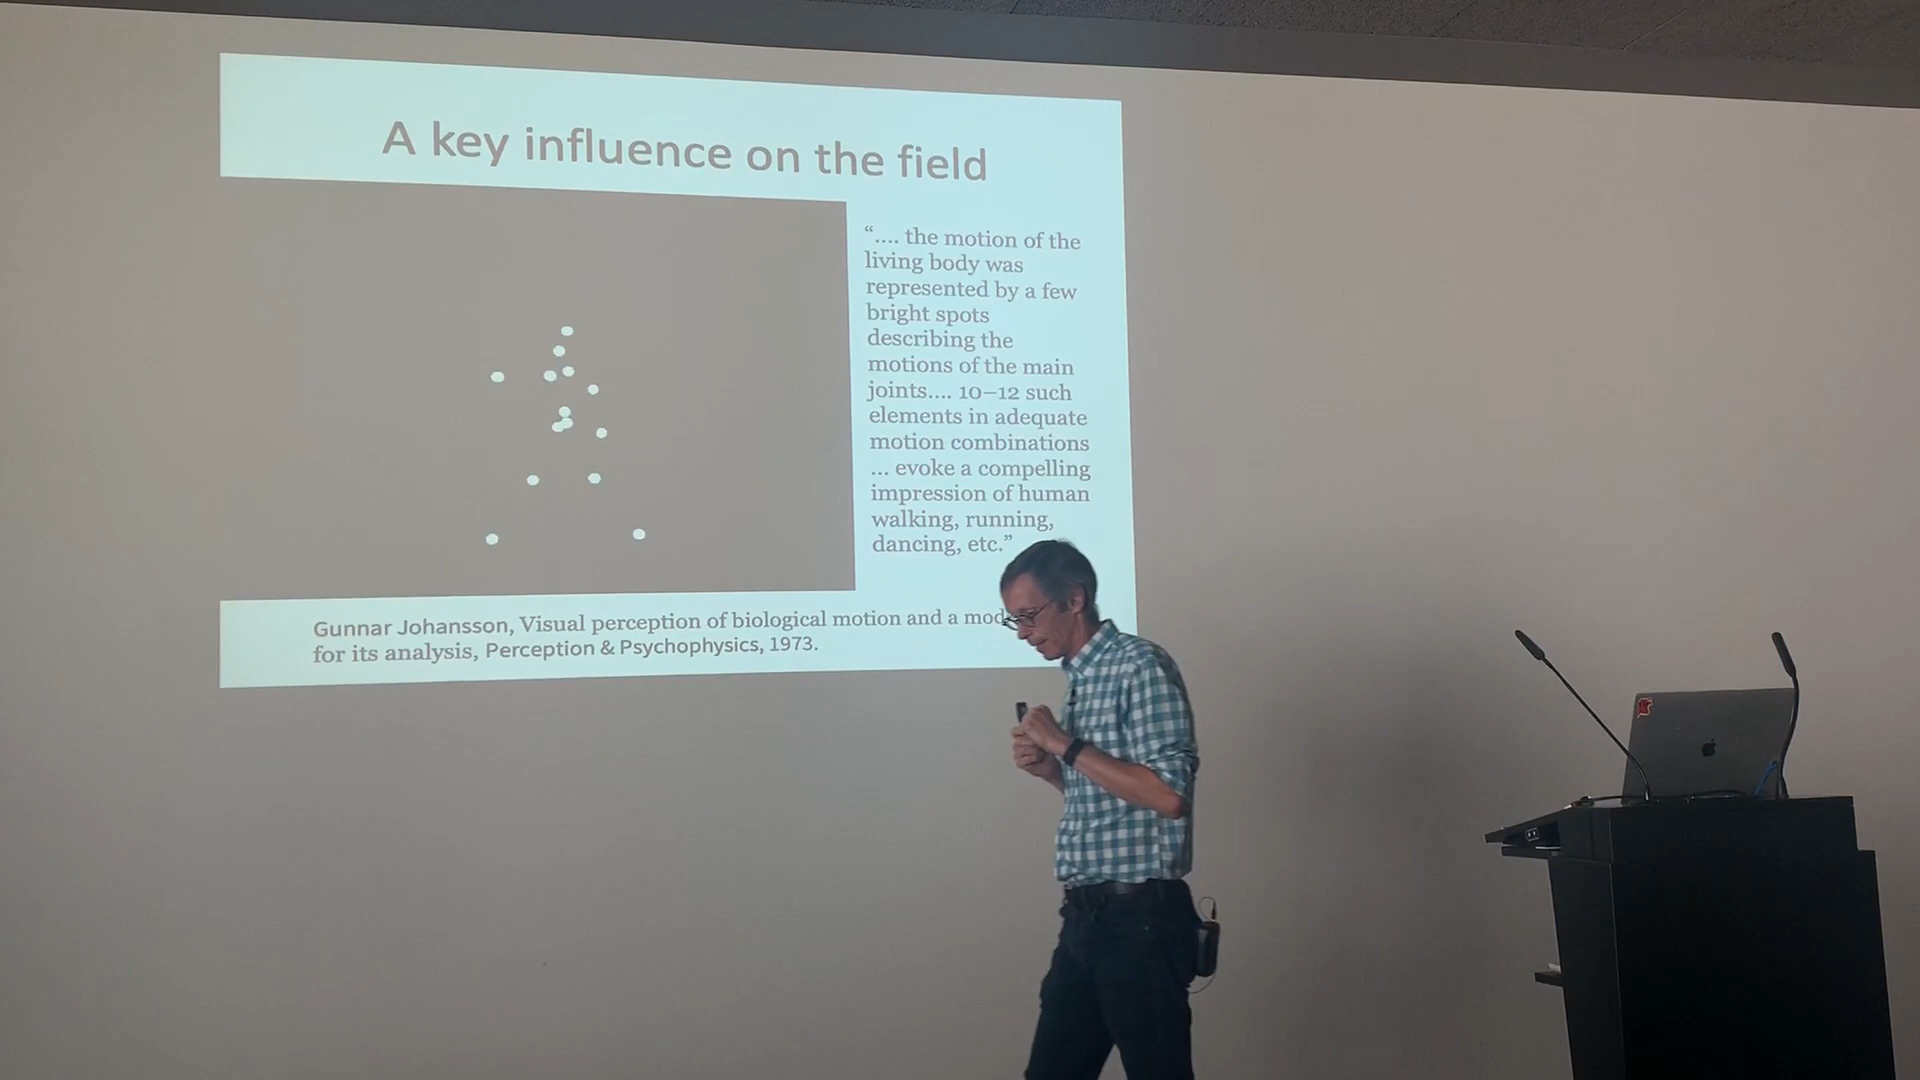 A key influence on the field
“.... the motion of the
living body was
represented by a few
bright spots
describing the
motions of the main
joints.... 10–12 such
elements in adequate
motion combinations
... evoke a compelling
impression of human
walking, running,
dancing, etc.”
Gunnar Johansson, Visual perception of biological motion and a
for its analysis, Perception & Psychophysics, 1973.